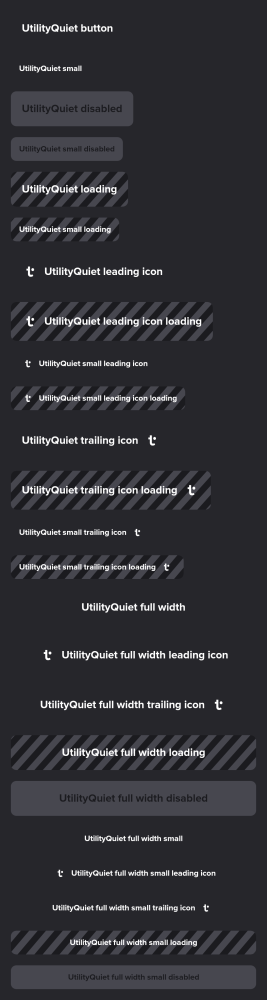 UtilityQuiet button
UtilityQuiet small
UtilityQuiet disabled
UtilityQuiet small disabled
UtilityQuiet loading
UtilityQuiet small loading
UtilityQuiet leading icon
UtilityQuiet leading icon loading
UtilityQuiet small leading icon
UtilityQuiet small leading icon loading
UtilityQuiet trailing icon
UtilityQuiet trailing icon loading
UtilityQuiet small trailing icon
UtilityQuiet small trailing icon loading
UtilityQuiet full width
UtilityQuiet full width leading icon
UtilityQuiet full width trailing icon
UtilityQuiet full width loading
UtilityQuiet full width disabled
UtilityQuiet full width small
UtilityQuiet full width small leading icon
UtilityQuiet full width small trailing icon
UtilityQuiet full width small loading
UtilityQuiet full width small disabled